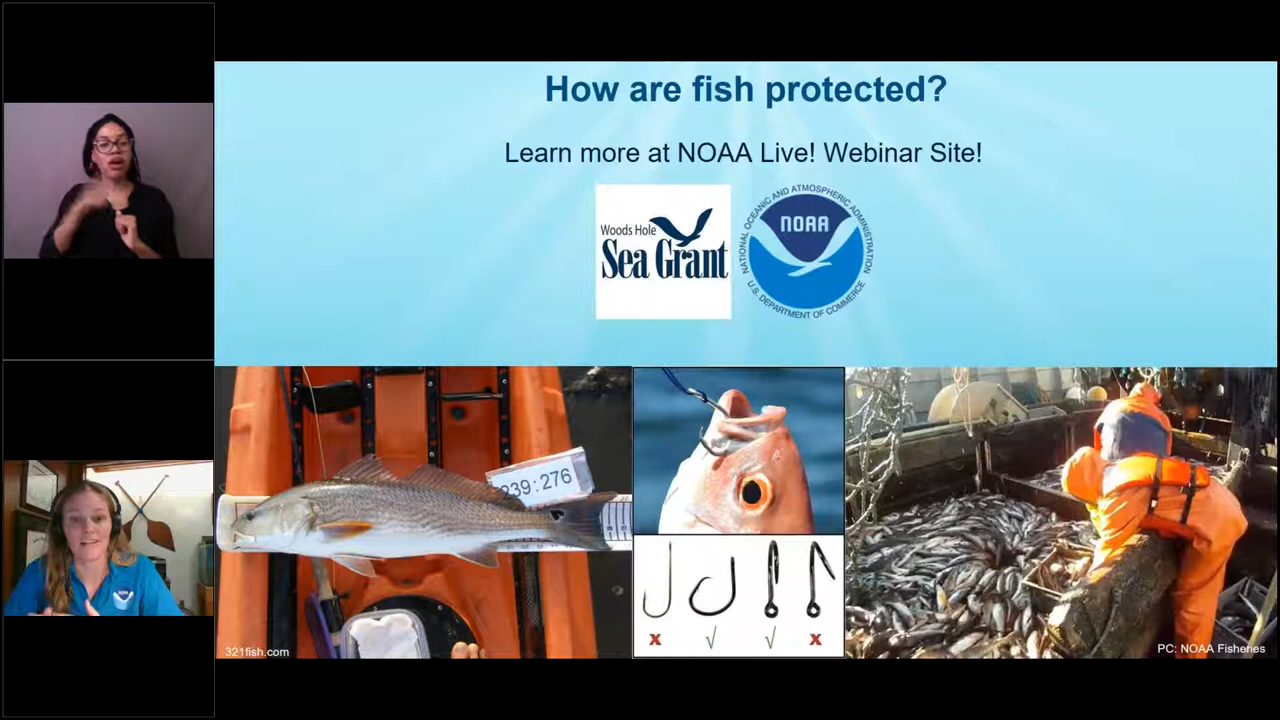 How are fish protected?
Learn more at NOAA Live! Webinar Site!
Woods Hole
Sea Grant
NATIONAL OCEANIC AND ATMOSPHERIC ADMINISTRATION
NOAA
U.S. DEPARTMENT OF COMMERCE
239:276
321fish.com
x √ √ x
PC: NOAA Fisheries